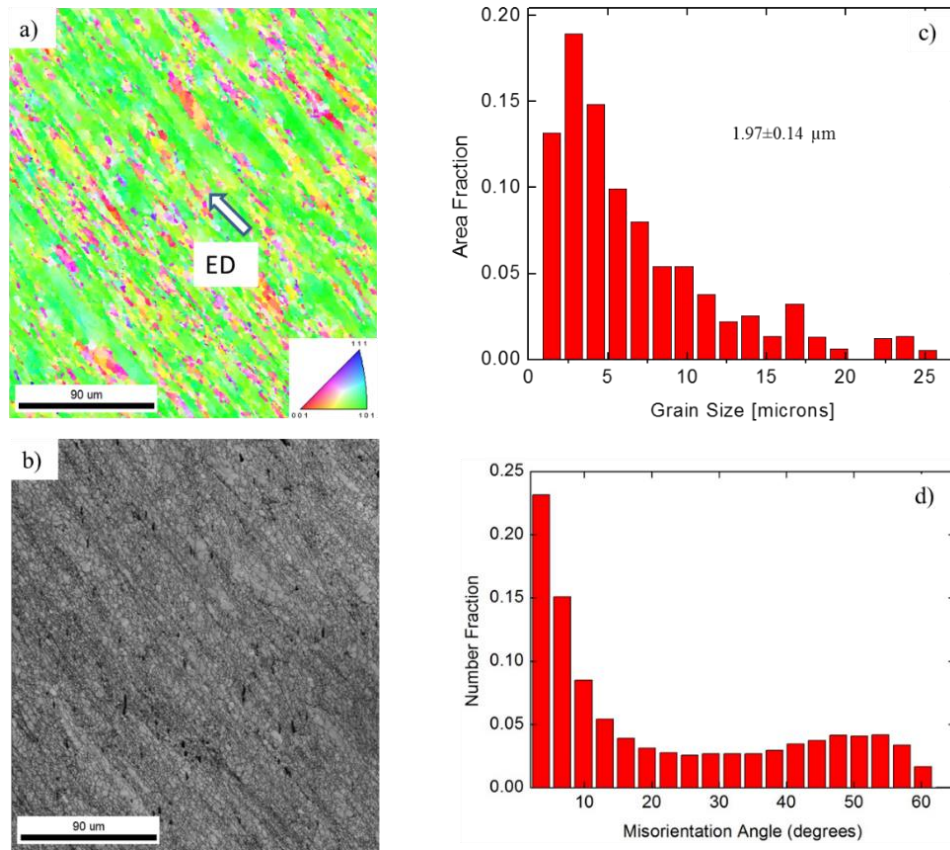 a)
ED
111
001 101
90 um
b)
90 um
c)
0.20
0.15
0.10
0.05
0.00
Area Fraction
1.97±0.14 µm
0 5 10 15 20 25
Grain Size [microns]
d)
0.25
0.20
0.15
0.10
0.05
0.00
Number Fraction
10 20 30 40 50 60
Misorientation Angle (degrees)